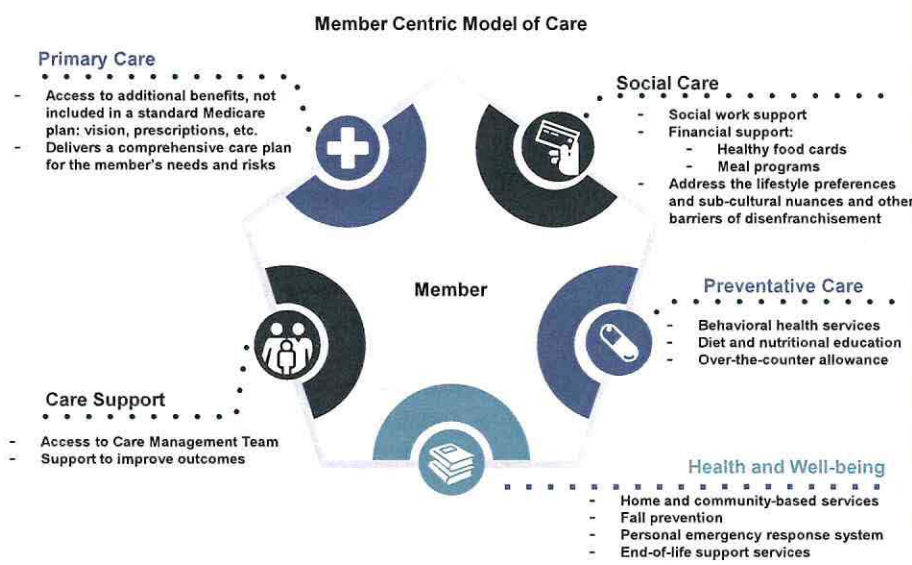 Member Centric Model of Care
Primary Care
- Access to additional benefits, not
included in a standard Medicare
plan: vision, prescriptions, etc.
- Delivers a comprehensive care plan
for the member's needs and risks
Social Care
- Social work support
- Financial support:
- Healthy food cards
- Meal programs
- Address the lifestyle preferences
and sub-cultural nuances and other
barriers of disenfranchisement
Member
Preventative Care
- Behavioral health services
- Diet and nutritional education
- Over-the-counter allowance
Care Support
- Access to Care Management Team
- Support to improve outcomes
Health and Well-being
- Home and community-based services
- Fall prevention
- Personal emergency response system
- End-of-life support services